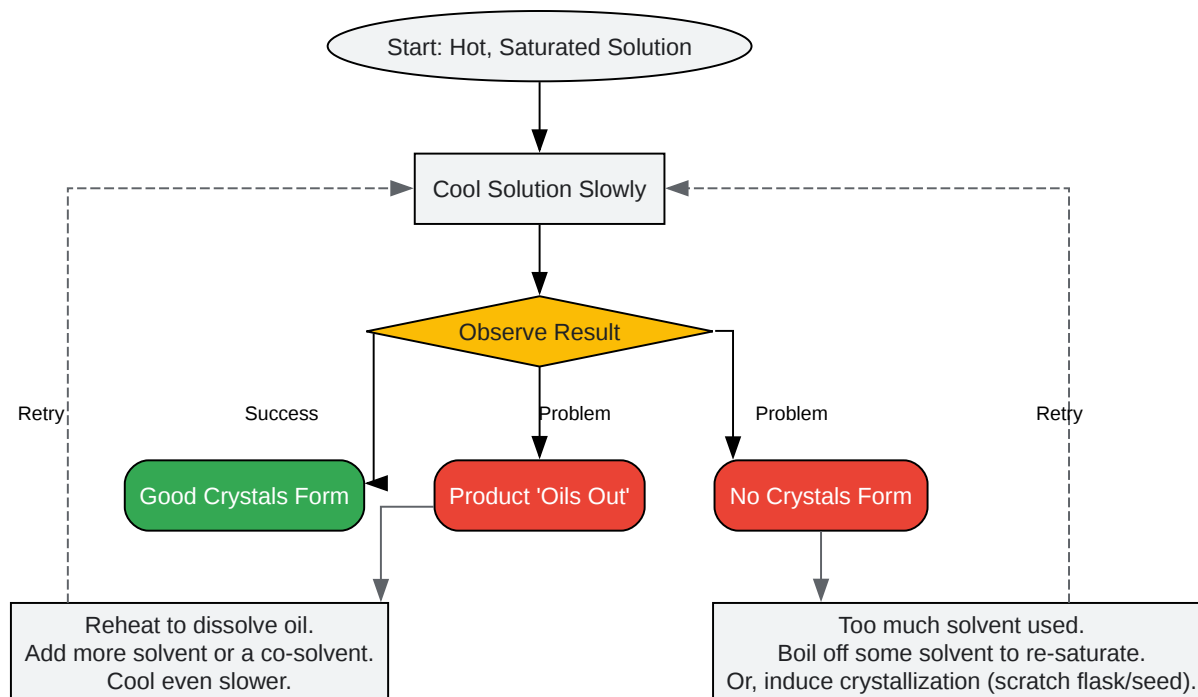 Start: Hot, Saturated Solution
Cool Solution Slowly
Observe Result
Retry
Success
Problem
Problem
Retry
Good Crystals Form
Product 'Oils Out'
No Crystals Form
Reheat to dissolve oil.
Add more solvent or a co-solvent.
Cool even slower.
Too much solvent used.
Boil off some solvent to re-saturate.
Or, induce crystallization (scratch flask/seed).